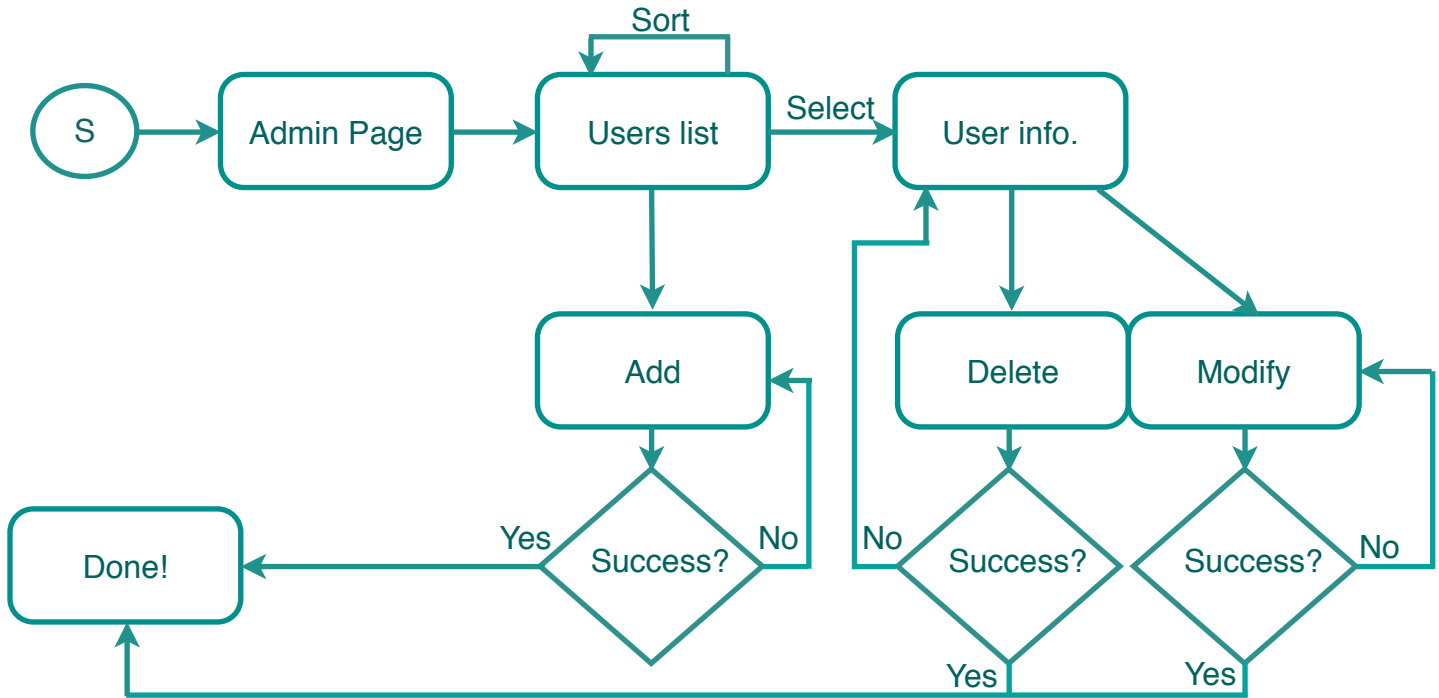 Sort
S
Admin Page
Users list
Select
User info.
Add
Delete
Modify
Yes
Success?
No
No
Success?
Success?
No
Done!
Yes
Yes